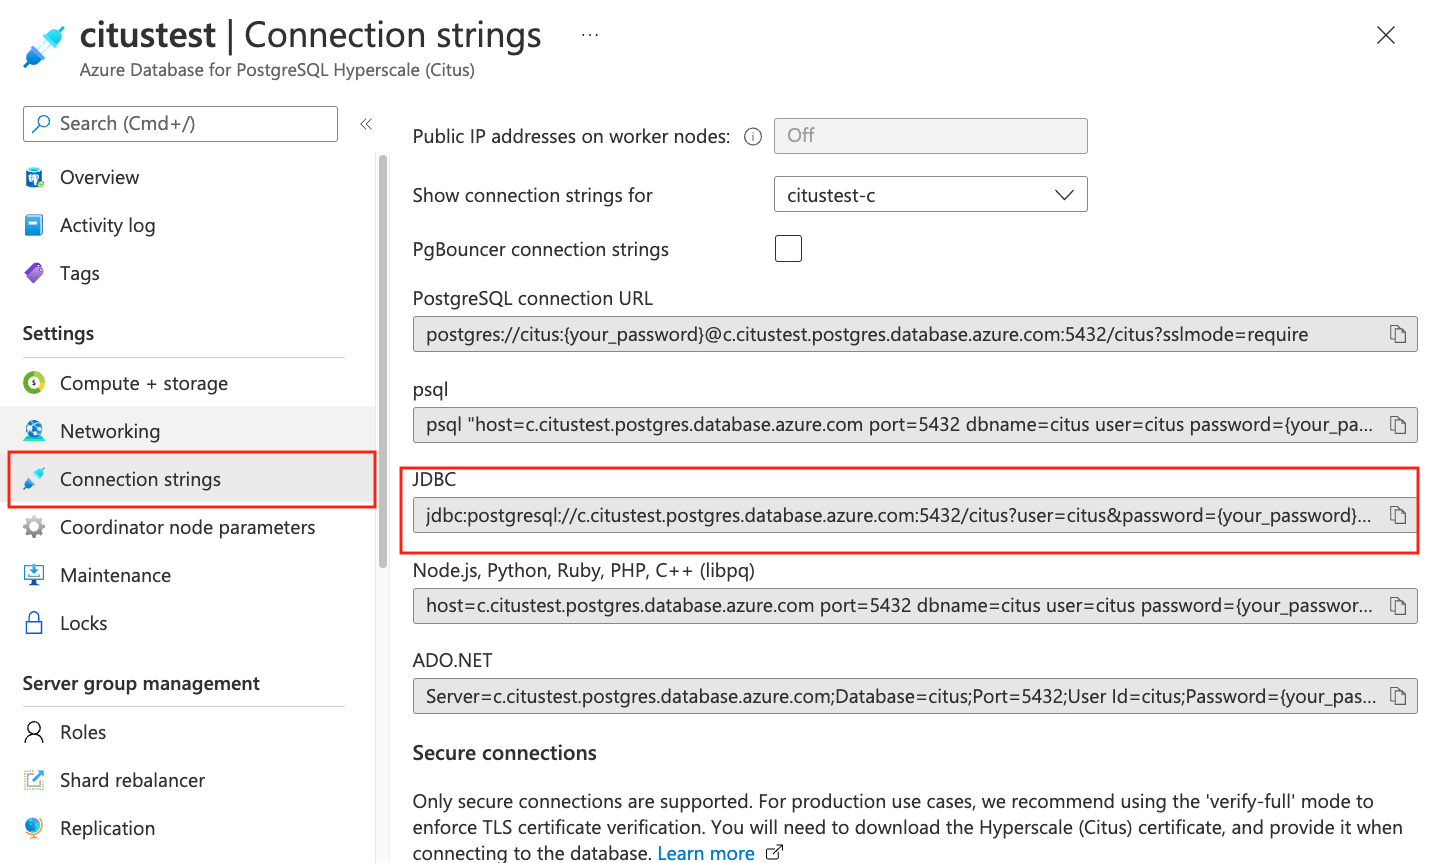 citustest | Connection strings ...
Azure Database for PostgreSQL Hyperscale (Citus)
Search (Cmd+/)
«
Overview
Activity log
Tags
Settings
Compute + storage
Networking
Connection strings
Coordinator node parameters
Maintenance
Locks
Server group management
Roles
Shard rebalancer
Replication
Public IP addresses on worker nodes: Off
Show connection strings for citustest-c
PgBouncer connection strings
PostgreSQL connection URL
postgres://citus:{your_password}@c.citustest.postgres.database.azure.com:5432/citus?sslmode=require
psql
psql "host=c.citustest.postgres.database.azure.com port=5432 dbname=citus user=citus password={your_pa...
JDBC
jdbc:postgresql://c.citustest.postgres.database.azure.com:5432/citus?user=citus&password={your_password}...
Node.js, Python, Ruby, PHP, C++ (libpq)
host=c.citustest.postgres.database.azure.com port=5432 dbname=citus user=citus password={your_passwor...
ADO.NET
Server=c.citustest.postgres.database.azure.com;Database=citus;Port=5432;User Id=citus;Password={your_pas...
Secure connections
Only secure connections are supported. For production use cases, we recommend using the 'verify-full' mode to
enforce TLS certificate verification. You will need to download the Hyperscale (Citus) certificate, and provide it when
connecting to the database. Learn more